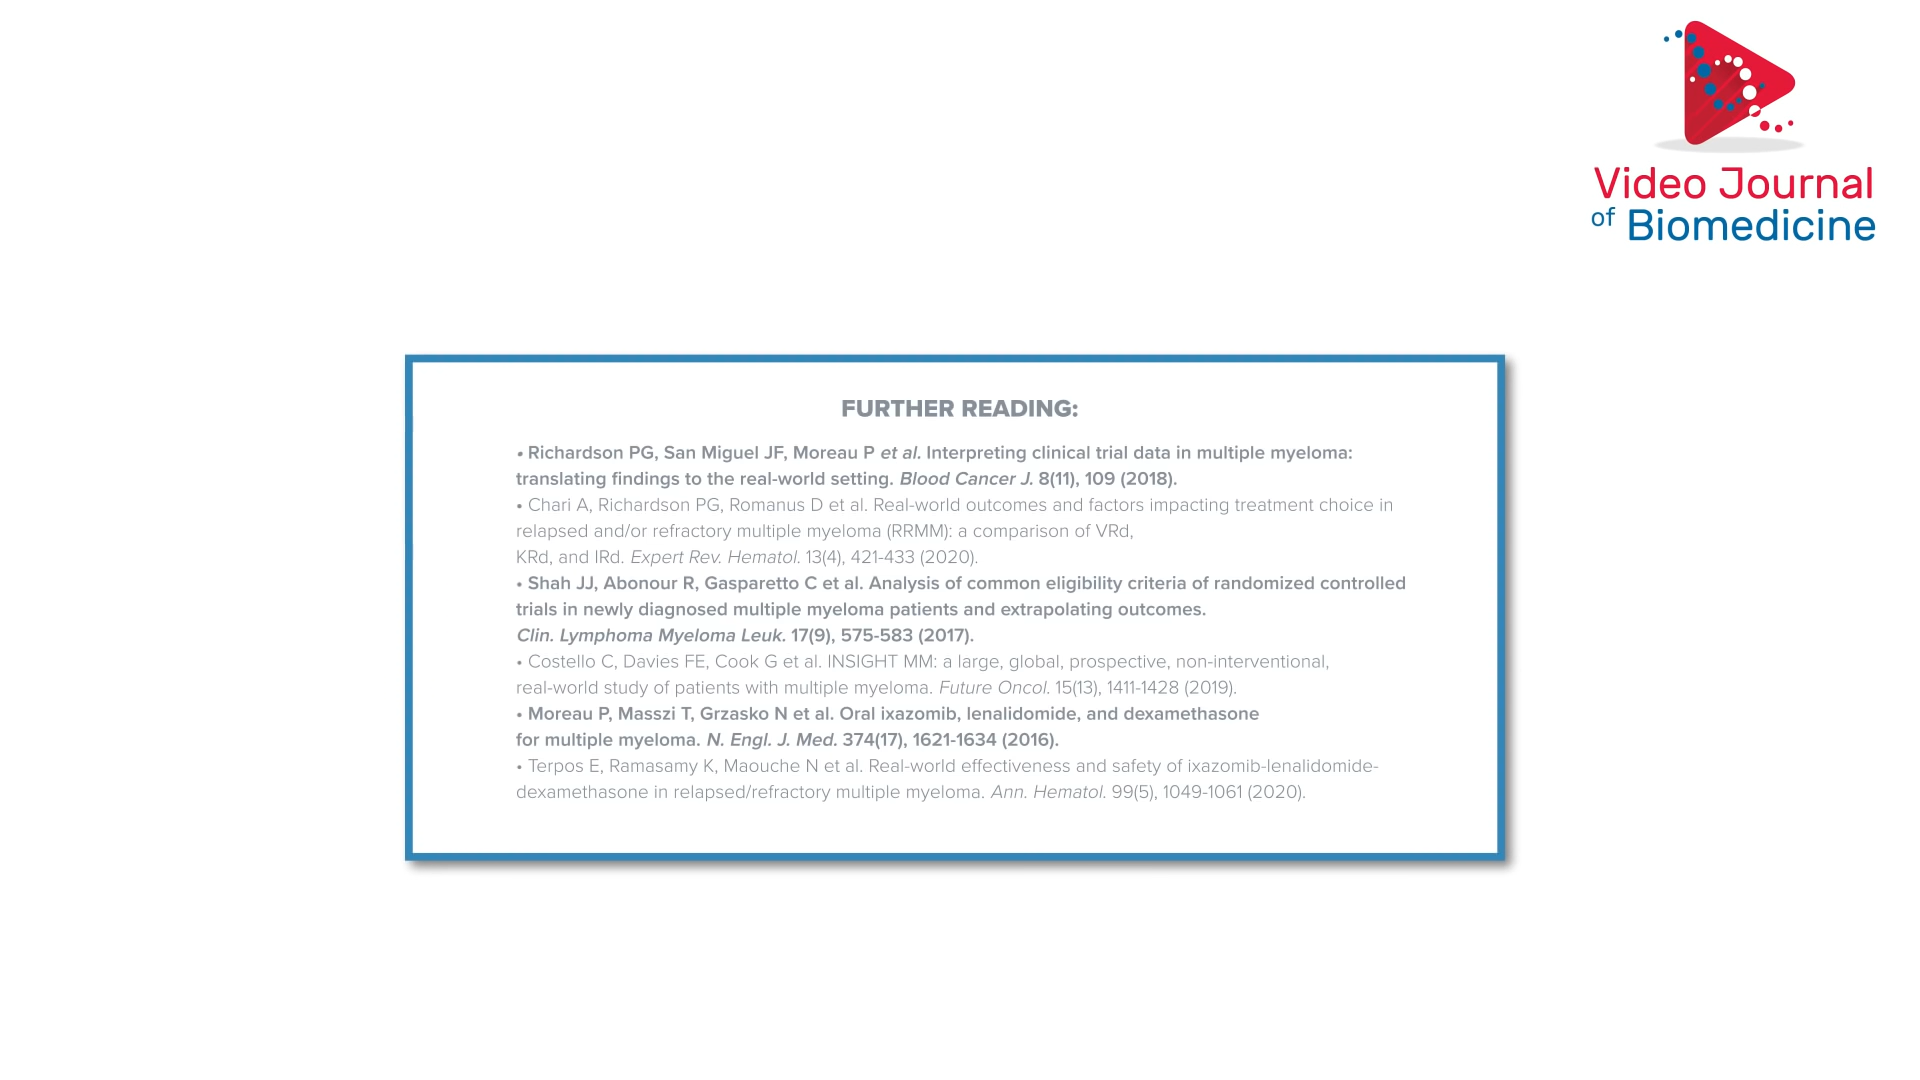 Video Journal
of Biomedicine
FURTHER READING:
• Richardson PG, San Miguel JF, Moreau P et al. Interpreting clinical trial data in multiple myeloma:
translating findings to the real-world setting. Blood Cancer J. 8(11), 109 (2018).
• Chari A, Richardson PG, Romanus D et al. Real-world outcomes and factors impacting treatment choice in
relapsed and/or refractory multiple myeloma (RRMM): a comparison of VRd,
KRd, and IRd. Expert Rev. Hematol. 13(4), 421-433 (2020).
• Shah JJ, Abonour R, Gasparetto C et al. Analysis of common eligibility criteria of randomized controlled
trials in newly diagnosed multiple myeloma patients and extrapolating outcomes.
Clin. Lymphoma Myeloma Leuk. 17(9), 575-583 (2017).
• Costello C, Davies FE, Cook G et al. INSIGHT MM: a large, global, prospective, non-interventional,
real-world study of patients with multiple myeloma. Future Oncol. 15(13), 1411-1428 (2019).
• Moreau P, Masszi T, Grzasko N et al. Oral ixazomib, lenalidomide, and dexamethasone
for multiple myeloma. N. Engl. J. Med. 374(17), 1621-1634 (2016).
• Terpos E, Ramasamy K, Maouche N et al. Real-world effectiveness and safety of ixazomib-lenalidomide-
dexamethasone in relapsed/refractory multiple myeloma. Ann. Hematol. 99(5), 1049-1061 (2020).